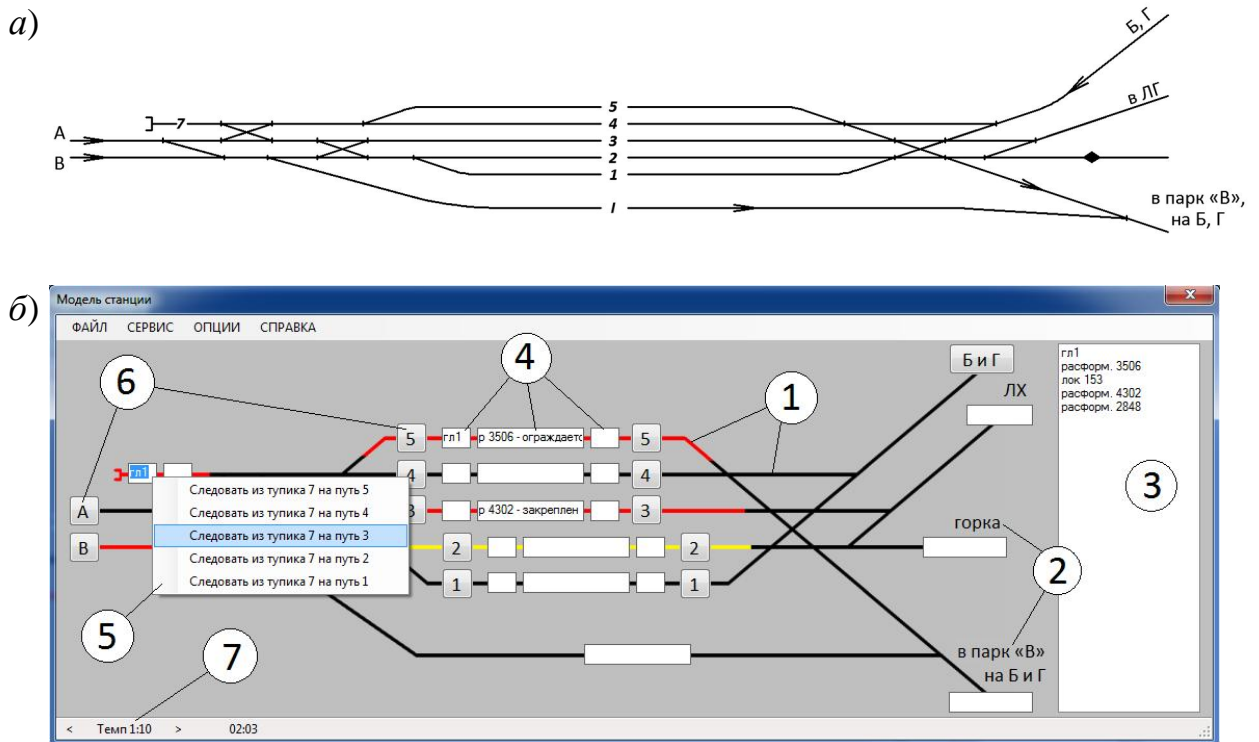 а)
Б, Г
в ЛГ
5
7
4
А
3
В
2
1
I
в парк «В»,
на Б, Г
б)
Модель станции
ФАЙЛ СЕРВИС ОПЦИИ СПРАВКА
4
Б и Г
гл1
расформ. 3506
лок 153
расформ. 4302
расформ. 2848
6
ЛХ
1
5 гл1 р 3506 - ограждаетс 5
гл1
4 4
3
Следовать из тупика 7 на путь 5
А
Следовать из тупика 7 на путь 4
3 р 4302 - закреплен 3
Следовать из тупика 7 на путь 3
горка
В
Следовать из тупика 7 на путь 2
2 2
Следовать из тупика 7 на путь 1
1 1
2
5
7
в парк «В»
на Б и Г
< Темп 1:10 > 02:03